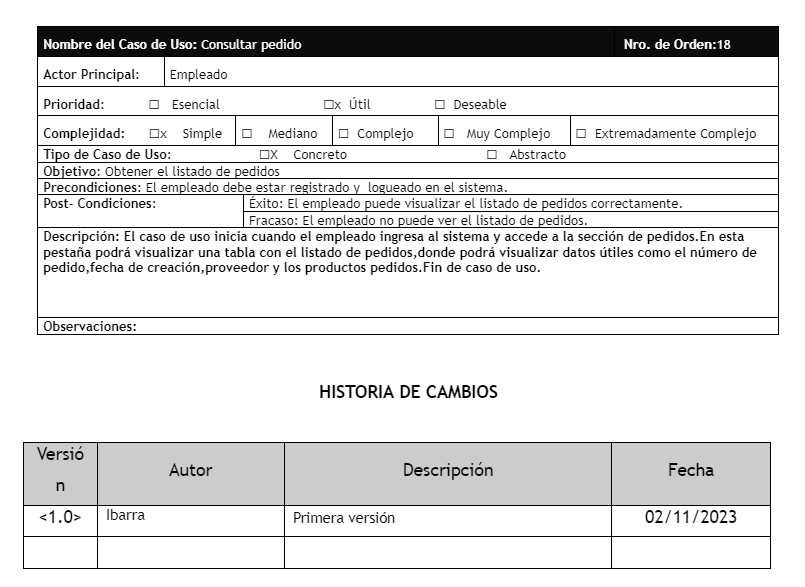 Nombre del Caso de Uso: Consultar pedido Nro. de Orden:18
Actor Principal: Empleado
Prioridad: ☐ Esencial ☐x Útil ☐ Deseable
Complejidad: ☐x Simple ☐ Mediano ☐ Complejo ☐ Muy Complejo ☐ Extremadamente Complejo
Tipo de Caso de Uso: ☐X Concreto ☐ Abstracto
Objetivo: Obtener el listado de pedidos
Precondiciones: El empleado debe estar registrado y logueado en el sistema.
Post- Condiciones: Éxito: El empleado puede visualizar el listado de pedidos correctamente.
Fracaso: El empleado no puede ver el listado de pedidos.
Descripción: El caso de uso inicia cuando el empleado ingresa al sistema y accede a la sección de pedidos.En esta
pestaña podrá visualizar una tabla con el listado de pedidos,donde podrá visualizar datos útiles como el número de
pedido,fecha de creación,proveedor y los productos pedidos.Fin de caso de uso.
Observaciones:
HISTORIA DE CAMBIOS
Versió
n Autor Descripción Fecha
<1.0> Ibarra Primera versión 02/11/2023